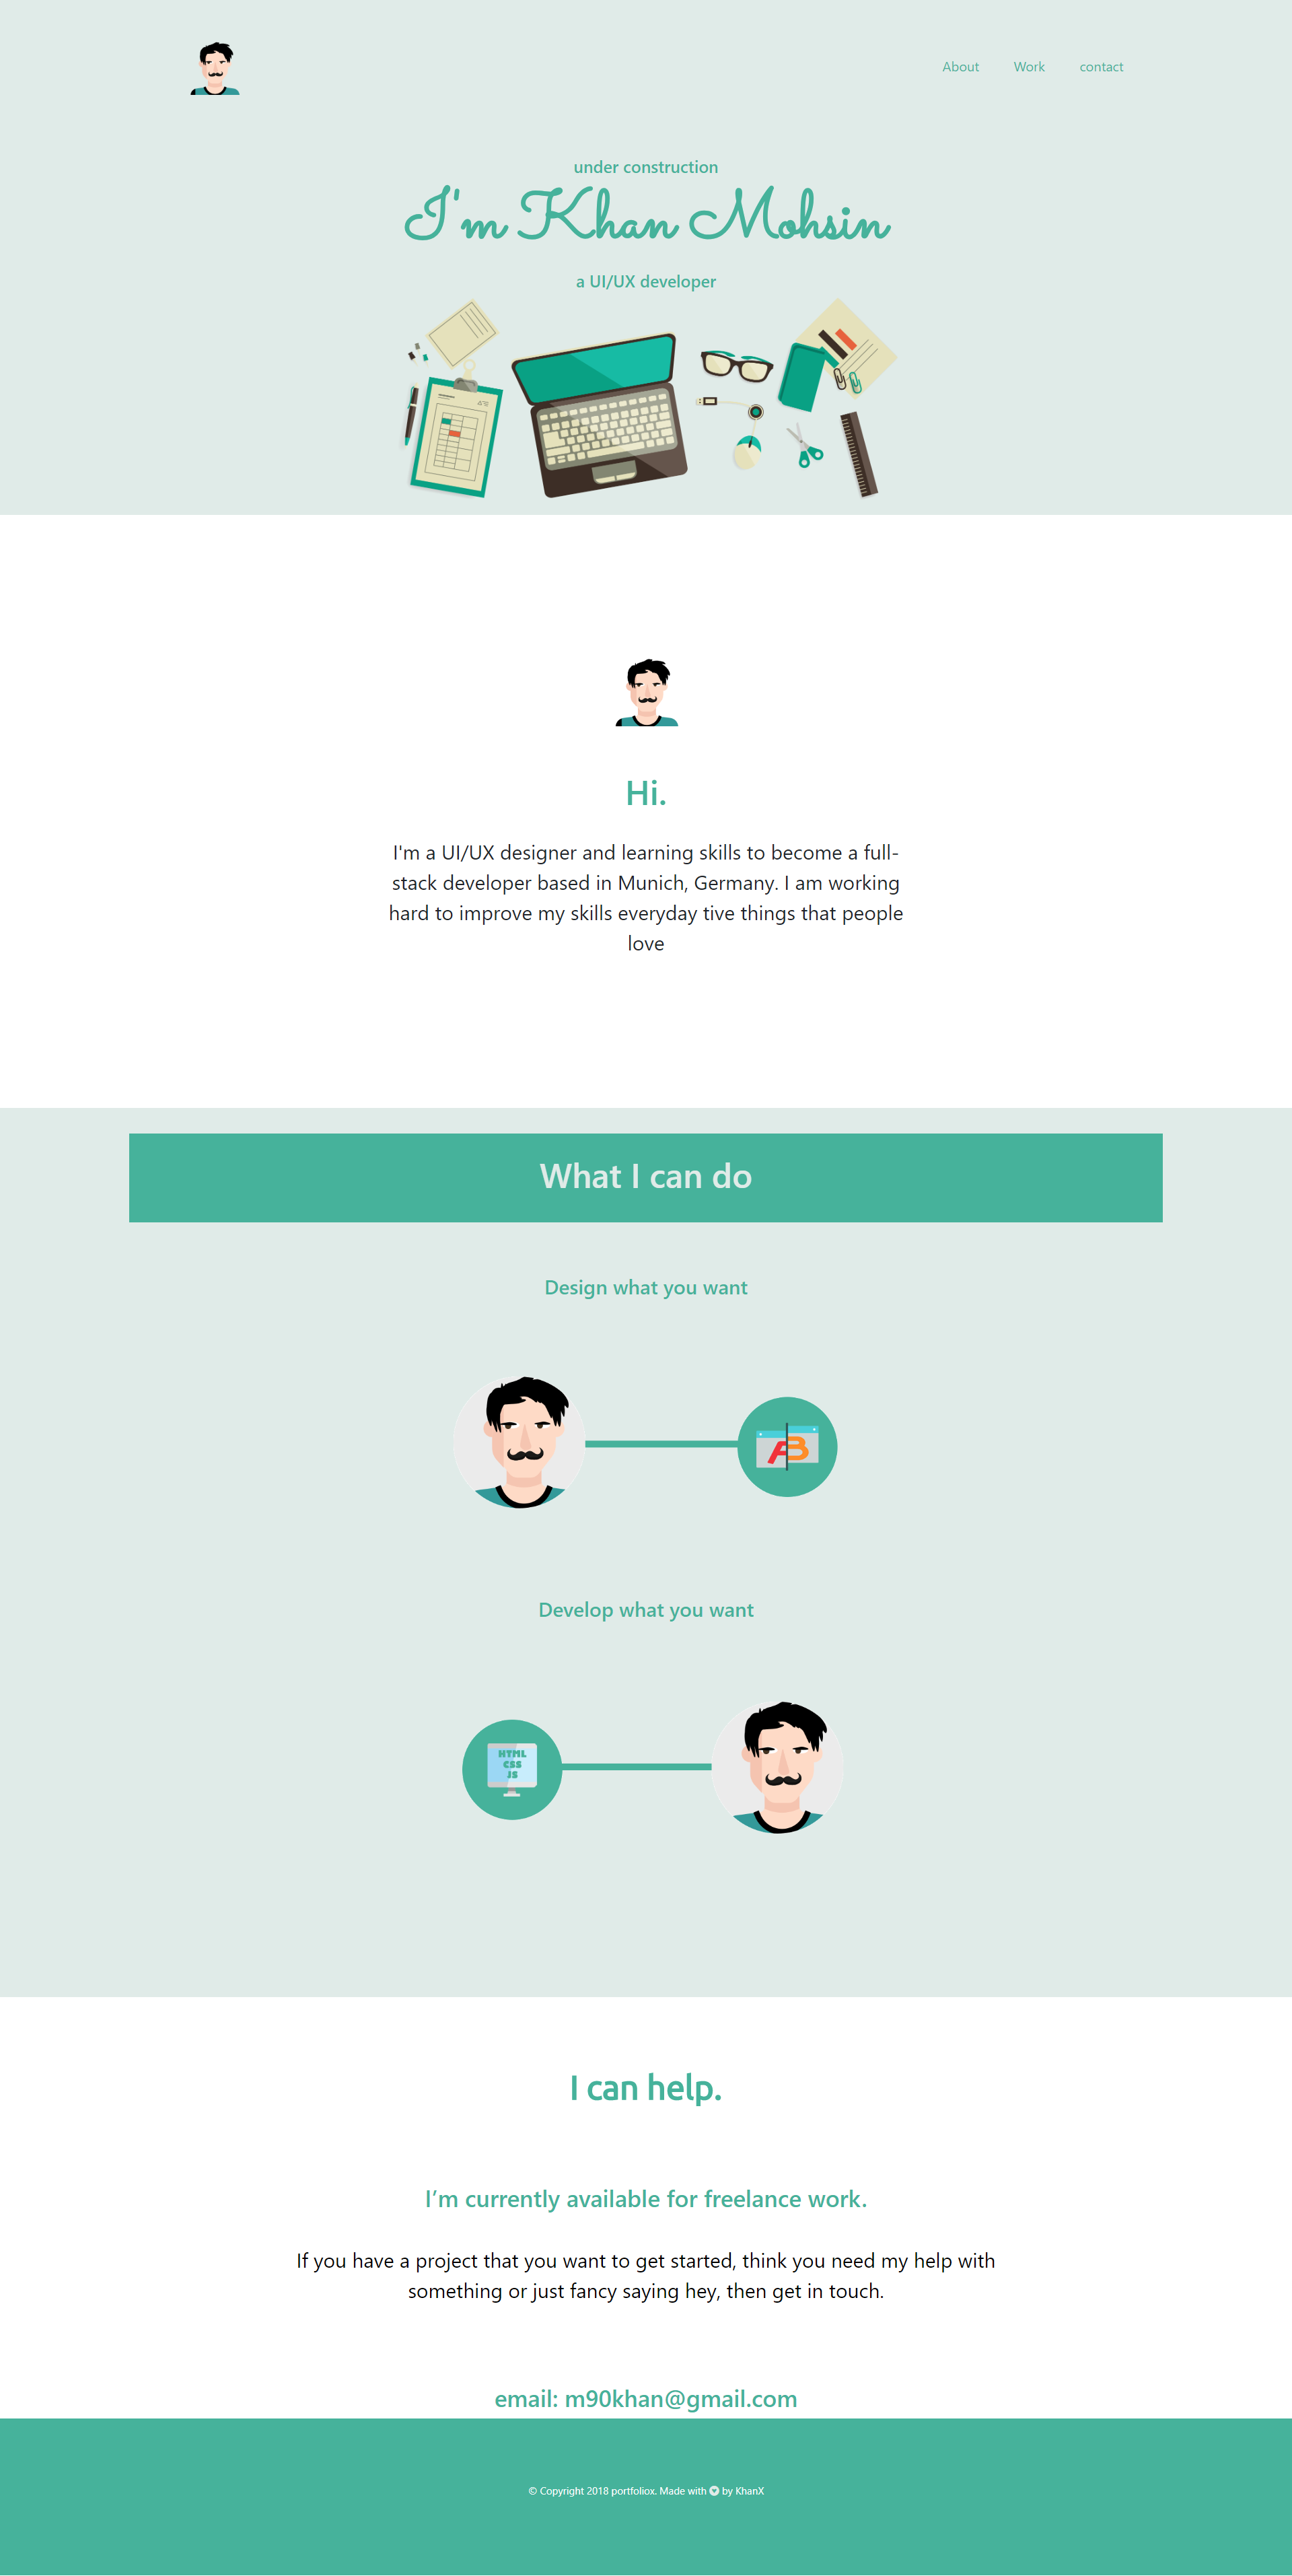 About Work contact
under construction
I'm Khan Mohsin
a UI/UX developer
Hi.
I'm a UI/UX designer and learning skills to become a full-
stack developer based in Munich, Germany. I am working
hard to improve my skills everyday tive things that people
love
What I can do
Design what you want
AB
Develop what you want
HTML
CSS
JS
I can help.
I’m currently available for freelance work.
If you have a project that you want to get started, think you need my help with
something or just fancy saying hey, then get in touch.
email: m90khan@gmail.com
© Copyright 2018 portfoliox. Made with by KhanX